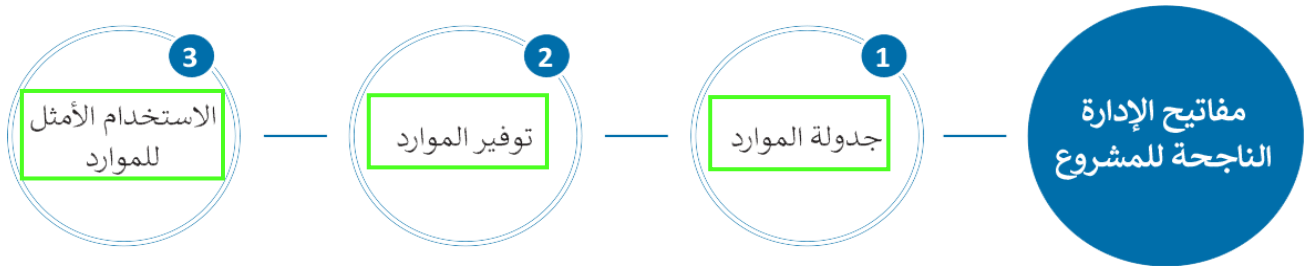 مفاتيح الإدارة
الناجحة للمشروع
1
جدولة الموارد
2
توفير الموارد
3
الاستخدام الأمثل
للموارد